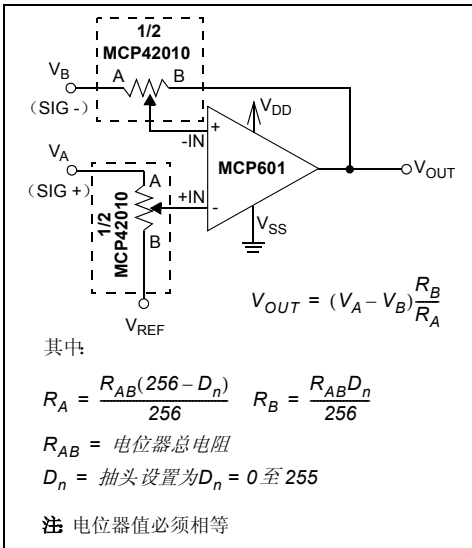 1/2
MCP42010
V_B
A
B
(SIG -)
V_DD
+
-IN
V_A
MCP601
V_OUT
(SIG +)
A
+IN
-
1/2
MCP42010
B
V_SS
V_REF
V_OUT = (V_A – V_B) R_B/R_A
其中:
R_A = R_AB(256 – D_n)/256 R_B = R_AB D_n/256
R_AB = 电位器总电阻
D_n = 抽头设置为D_n = 0 至 255
注: 电位器值必须相等